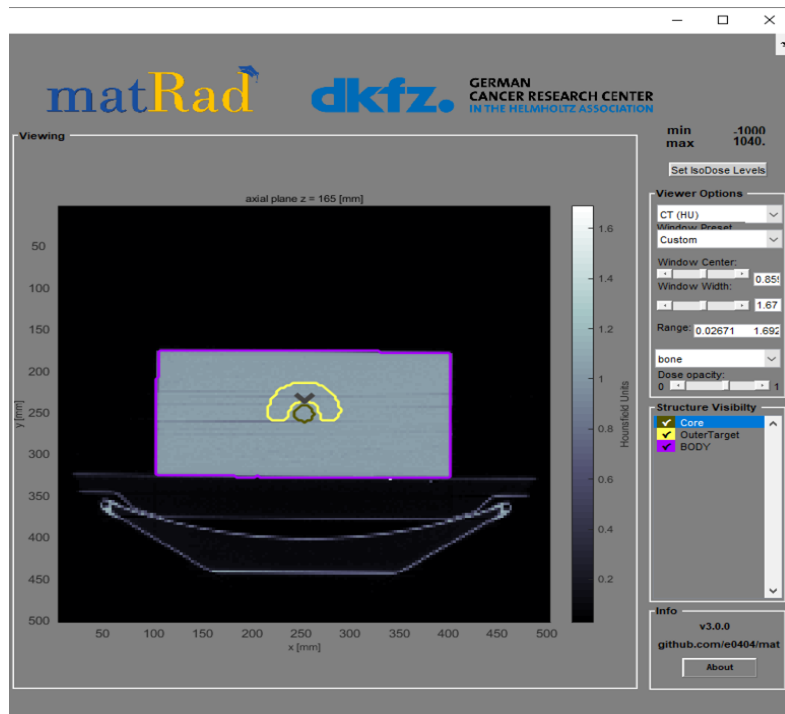 matRad
dkfz.
GERMAN
CANCER RESEARCH CENTER
IN THE HELMHOLTZ ASSOCIATION
Viewing
axial plane z = 165 [mm]
50
100
150
200
250
300
350
400
450
500
y [mm]
50 100 150 200 250 300 350 400 450 500
x [mm]
1.6
1.4
1.2
1
0.8
0.6
0.4
0.2
Hounsfield Units
min -1000
max 1040.
Set IsoDose Levels
Viewer Options
CT (HU)
Window Preset
Custom
Window Center:
0.85
Window Width:
1.67
Range: 0.02671 1.692
bone
Dose opacity:
0 1
Structure Visibilty
Core
OuterTarget
BODY
Info
v3.0.0
github.com/e0404/mat
About